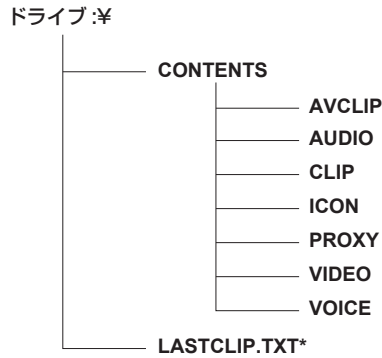 ドライブ :¥
CONTENTS
AVCLIP
AUDIO
CLIP
ICON
PROXY
VIDEO
VOICE
LASTCLIP.TXT*